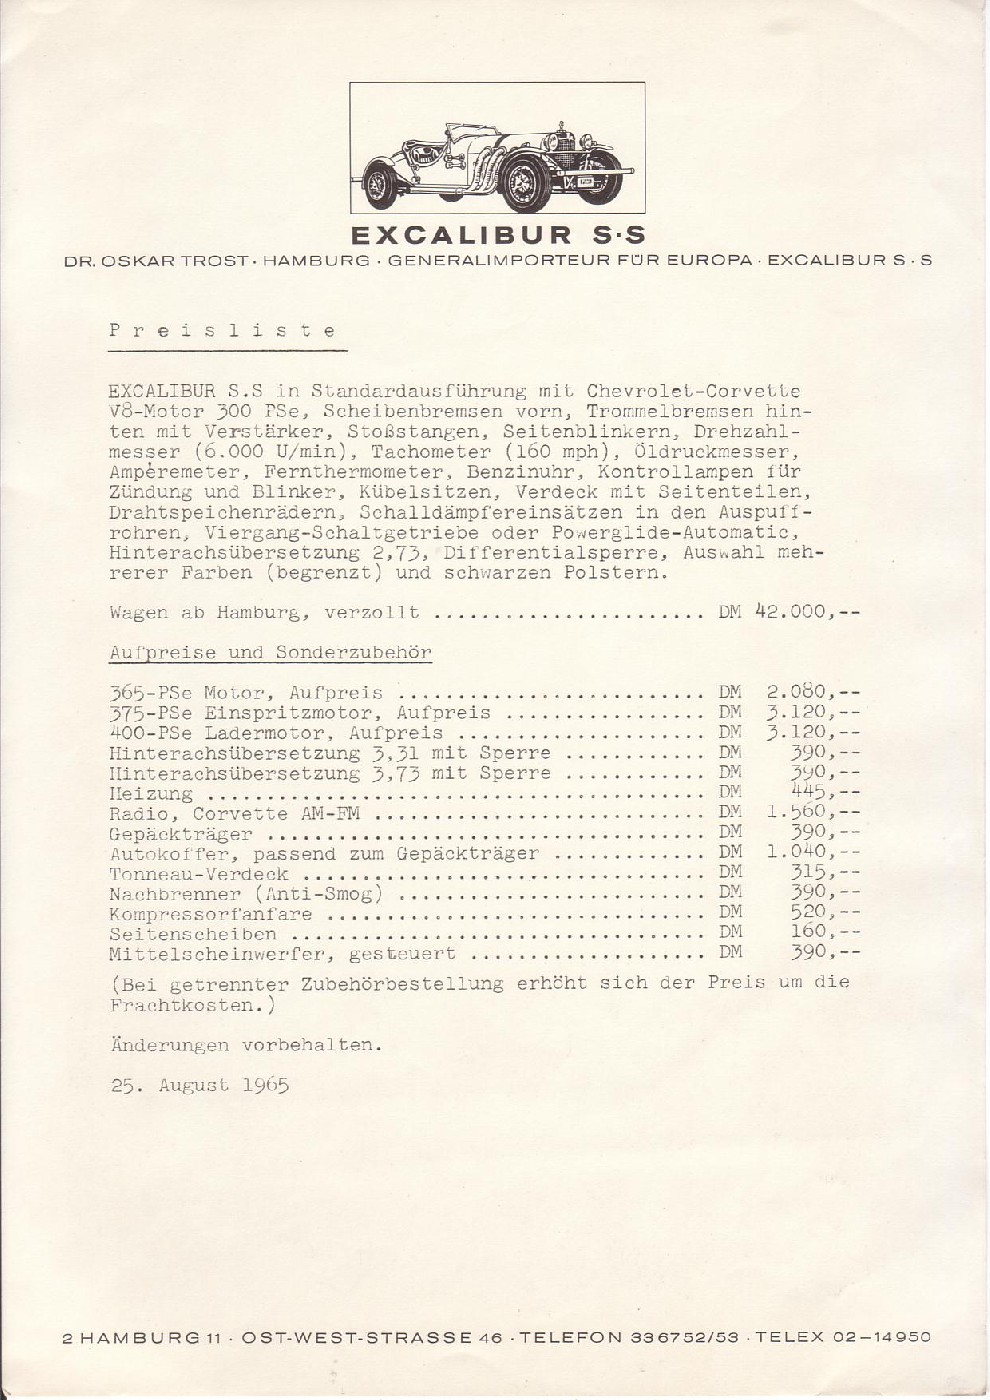 EXCALIBUR S·S
DR. OSKAR TROST · HAMBURG · GENERALIMPORTEUR FÜR EUROPA · EXCALIBUR S · S
Preisliste
EXCALIBUR S.S in Standardausführung mit Chevrolet-Corvette
V8-Motor 300 PSe, Scheibenbremsen vorn, Trommelbremsen hin-
ten mit Verstärker, Stoßstangen, Seitenblinkern, Drehzahl-
messer (6.000 U/min), Tachometer (160 mph), Öldruckmesser,
Ampèremeter, Fernthermometer, Benzinuhr, Kontrollampen für
Zündung und Blinker, Kübelsitzen, Verdeck mit Seitenteilen,
Drahtspeichenrädern, Schalldämpfereinsätzen in den Auspuff-
rohren, Viergang-Schaltgetriebe oder Powerglide-Automatic,
Hinterachsübersetzung 2,73, Differentialsperre, Auswahl meh-
rerer Farben (begrenzt) und schwarzen Polstern.
Wagen ab Hamburg, verzollt ....................... DM 42.000,--
Aufpreise und Sonderzubehör
365-PSe Motor, Aufpreis .......................... DM 2.080,--
375-PSe Einspritzmotor, Aufpreis ................. DM 3.120,--
400-PSe Ladermotor, Aufpreis ..................... DM 3.120,--
Hinterachsübersetzung 3,31 mit Sperre ............ DM 390,--
Hinterachsübersetzung 3,73 mit Sperre ............ DM 390,--
Heizung .......................................... DM 445,--
Radio, Corvette AM-FM ............................ DM 1.560,--
Gepäckträger ..................................... DM 390,--
Autokoffer, passend zum Gepäckträger ............. DM 1.040,--
Tonneau-Verdeck .................................. DM 315,--
Nachbrenner (Anti-Smog) .......................... DM 390,--
Kompressorfanfare ................................ DM 520,--
Seitenscheiben ................................... DM 160,--
Mittelscheinwerfer, gesteuert .................... DM 390,--
(Bei getrennter Zubehörbestellung erhöht sich der Preis um die
Frachtkosten.)
Änderungen vorbehalten.
25. August 1965
2 HAMBURG 11 · OST-WEST-STRASSE 46 · TELEFON 336752/53 · TELEX 02-14950